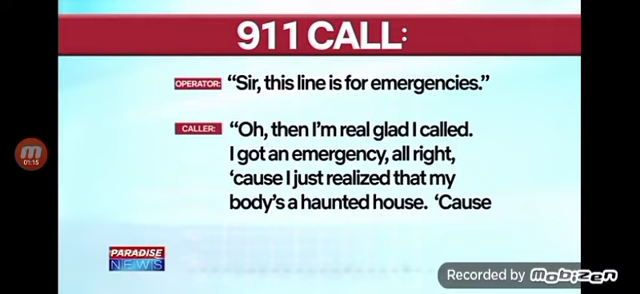 911 CALL:
OPERATOR: “Sir, this line is for emergencies.”
CALLER: “Oh, then I’m real glad I called.
I got an emergency, all right,
‘cause I just realized that my
body’s a haunted house. ‘Cause
01:15
PARADISE
NEWS
Recorded by Mobizen